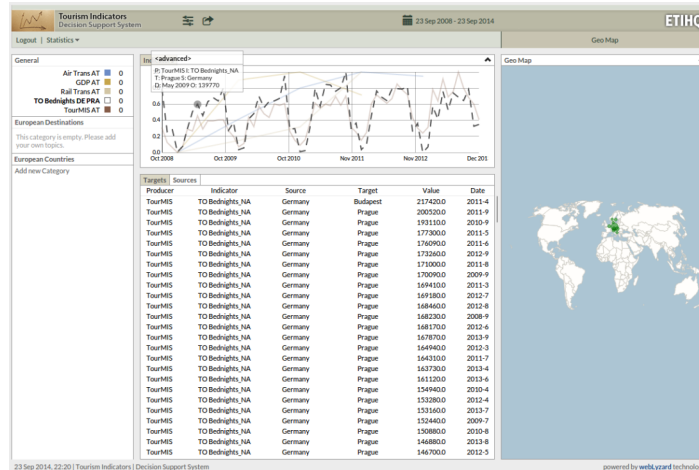 Tourism Indicators
Decision Support System
23 Sep 2008 - 23 Sep 2014
ETIHQ
Logout | Statistics
Geo Map
General
Air Trans AT 0
GDP AT 0
Rail Trans AT 0
TO Bednights DE PRA 0
TourMIS AT 0
European Destinations
This category is empty. Please add
your own topics.
European Countries
Add new Category
<advanced>
P: TourMIS I: TO Bednights_NA
T: Prague S: Germany
D: May 2009 O: 139770
0.6
0.4
0.2
0.0
Oct 2008 Oct 2009 Oct 2010 Nov 2011 Nov 2012 Dec 201
Targets Sources
Producer Indicator Source Target Value Date
TourMIS TO Bednights_NA Germany Budapest 217420.0 2011-4
TourMIS TO Bednights_NA Germany Prague 200520.0 2011-9
TourMIS TO Bednights_NA Germany Prague 193110.0 2010-9
TourMIS TO Bednights_NA Germany Prague 177300.0 2011-5
TourMIS TO Bednights_NA Germany Prague 176090.0 2011-6
TourMIS TO Bednights_NA Germany Prague 173260.0 2012-9
TourMIS TO Bednights_NA Germany Prague 171000.0 2011-8
TourMIS TO Bednights_NA Germany Prague 170090.0 2009-9
TourMIS TO Bednights_NA Germany Prague 169410.0 2011-3
TourMIS TO Bednights_NA Germany Prague 169180.0 2012-7
TourMIS TO Bednights_NA Germany Prague 168460.0 2012-8
TourMIS TO Bednights_NA Germany Prague 168230.0 2008-9
TourMIS TO Bednights_NA Germany Prague 168170.0 2012-6
TourMIS TO Bednights_NA Germany Prague 167870.0 2013-9
TourMIS TO Bednights_NA Germany Prague 164940.0 2012-3
TourMIS TO Bednights_NA Germany Prague 164310.0 2011-7
TourMIS TO Bednights_NA Germany Prague 163730.0 2013-4
TourMIS TO Bednights_NA Germany Prague 161120.0 2013-6
TourMIS TO Bednights_NA Germany Prague 154940.0 2010-4
TourMIS TO Bednights_NA Germany Prague 153280.0 2012-4
TourMIS TO Bednights_NA Germany Prague 153160.0 2013-7
TourMIS TO Bednights_NA Germany Prague 152440.0 2009-7
TourMIS TO Bednights_NA Germany Prague 150880.0 2010-8
TourMIS TO Bednights_NA Germany Prague 146880.0 2013-8
TourMIS TO Bednights_NA Germany Prague 146700.0 2012-5
Geo Map
23 Sep 2014, 22:20 | Tourism Indicators | Decision Support System
powered by webLyzard technolo